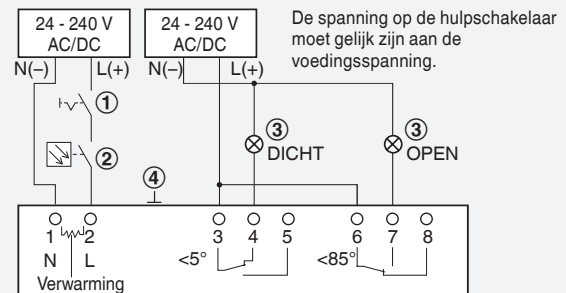 24 - 240 V
AC/DC
24 - 240 V
AC/DC
De spanning op de hulpschakelaar
moet gelijk zijn aan de
voedingsspanning.
N(–) L(+) N(–) L(+)
1
2
3
DICHT
3
OPEN
4
1 2 3 4 5 6 7 8
N L <5° <85°
Verwarming